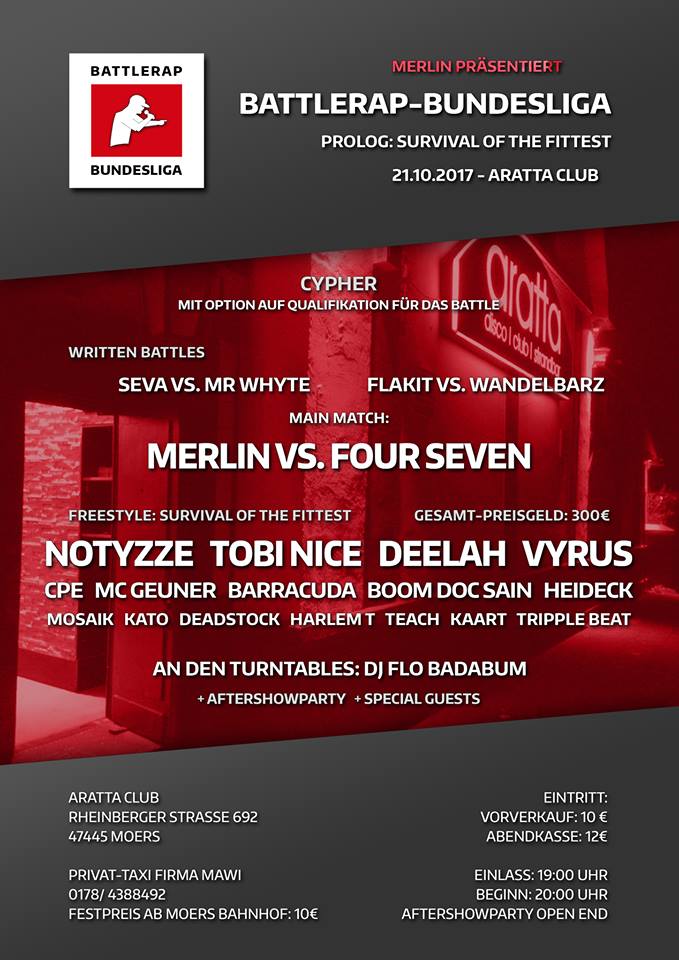 BATTLERAP
BUNDESLIGA
MERLIN PRÄSENTIERT
BATTLERAP-BUNDESLIGA
PROLOG: SURVIVAL OF THE FITTEST
21.10.2017 - ARATTA CLUB
aratta
disco | club | strandbar
CYPHER
MIT OPTION AUF QUALIFIKATION FÜR DAS BATTLE
WRITTEN BATTLES
SEVA VS. MR WHYTE FLAKIT VS. WANDELBARZ
MAIN MATCH:
MERLIN VS. FOUR SEVEN
FREESTYLE: SURVIVAL OF THE FITTEST GESAMT-PREISGELD: 300€
NOTYZZE TOBI NICE DEELAH VYRUS
CPE MC GEUNER BARRACUDA BOOM DOC SAIN HEIDECK
MOSAIK KATO DEADSTOCK HARLEM T TEACH KAART TRIPPLE BEAT
AN DEN TURNTABLES: DJ FLO BADABUM
+ AFTERSHOWPARTY + SPECIAL GUESTS
ARATTA CLUB
RHEINBERGER STRASSE 692
47445 MOERS
PRIVAT-TAXI FIRMA MAWI
0178/ 4388492
FESTPREIS AB MOERS BAHNHOF: 10€
EINTRITT:
VORVERKAUF: 10 €
ABENDKASSE: 12€
EINLASS: 19:00 UHR
BEGINN: 20:00 UHR
AFTERSHOWPARTY OPEN END